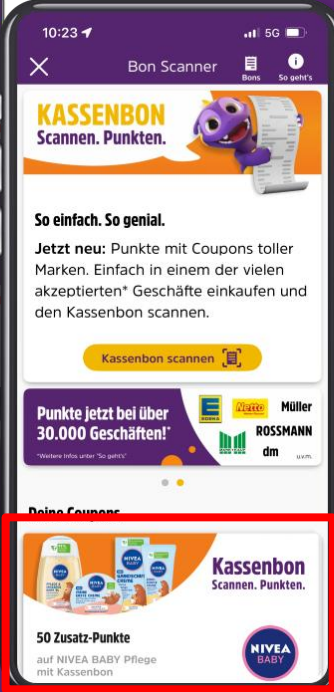 10:23
5G
Bon Scanner
Bons
So geht's
KASSENBON
Scannen. Punkten.
So einfach. So genial.
Jetzt neu: Punkte mit Coupons toller
Marken. Einfach in einem der vielen
akzeptierten* Geschäfte einkaufen und
den Kassenbon scannen.
Kassenbon scannen
Punkte jetzt bei über
30.000 Geschäften!*
*Weitere Infos unter "So geht's"
EDEKA
Netto
Müller
ROSSMANN
dm
u.v.m.
Deine Coupons
NIVEA
BABY
Kassenbon
Scannen. Punkten.
50 Zusatz-Punkte
auf NIVEA BABY Pflege
mit Kassenbon
NIVEA
BABY